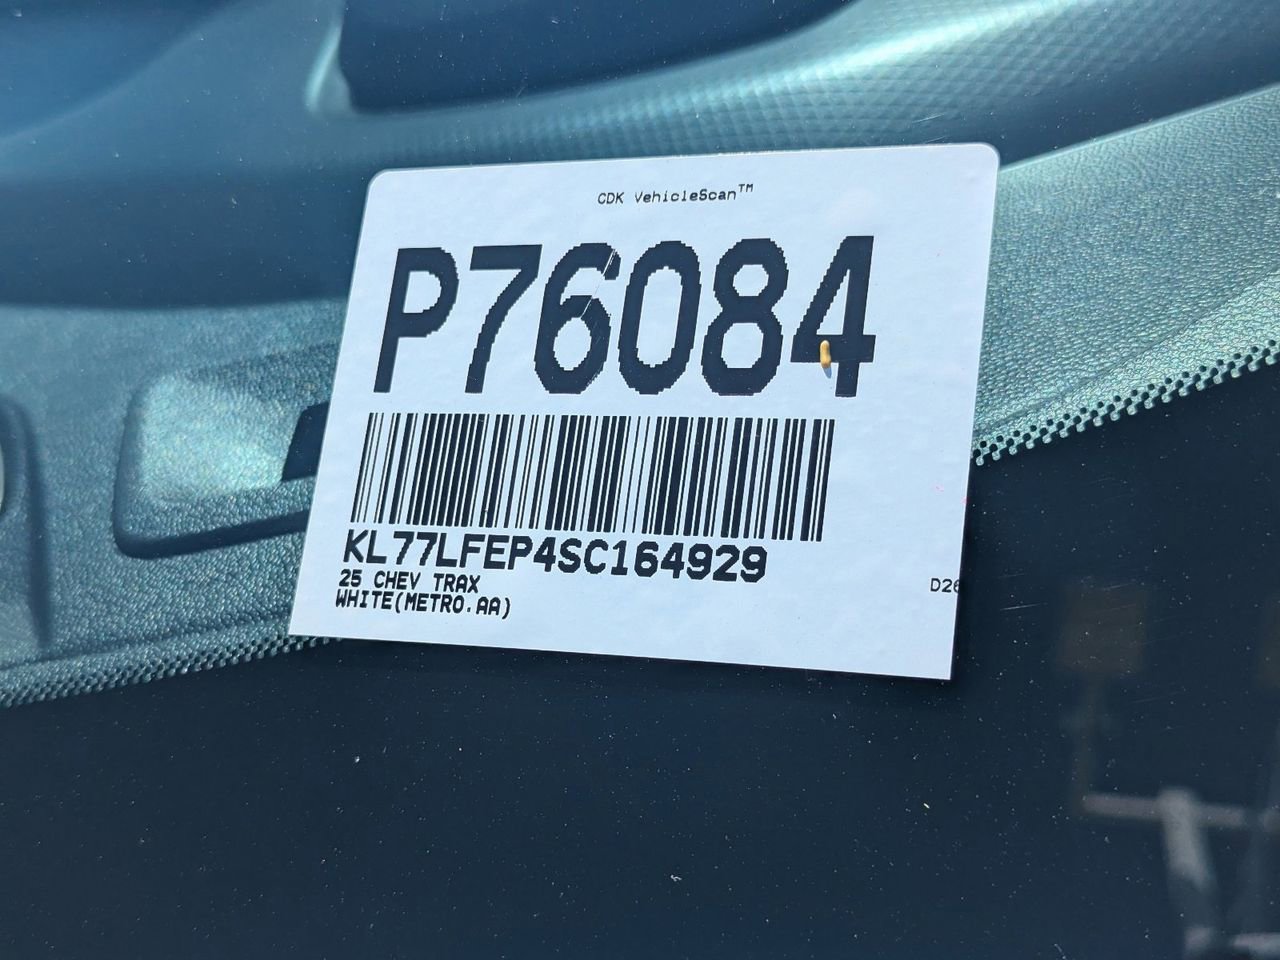 CDK VehicleScan™
P76084
KL77LFEP4SC164929
25 CHEV TRAX
WHITE(METRO.AA)
D26